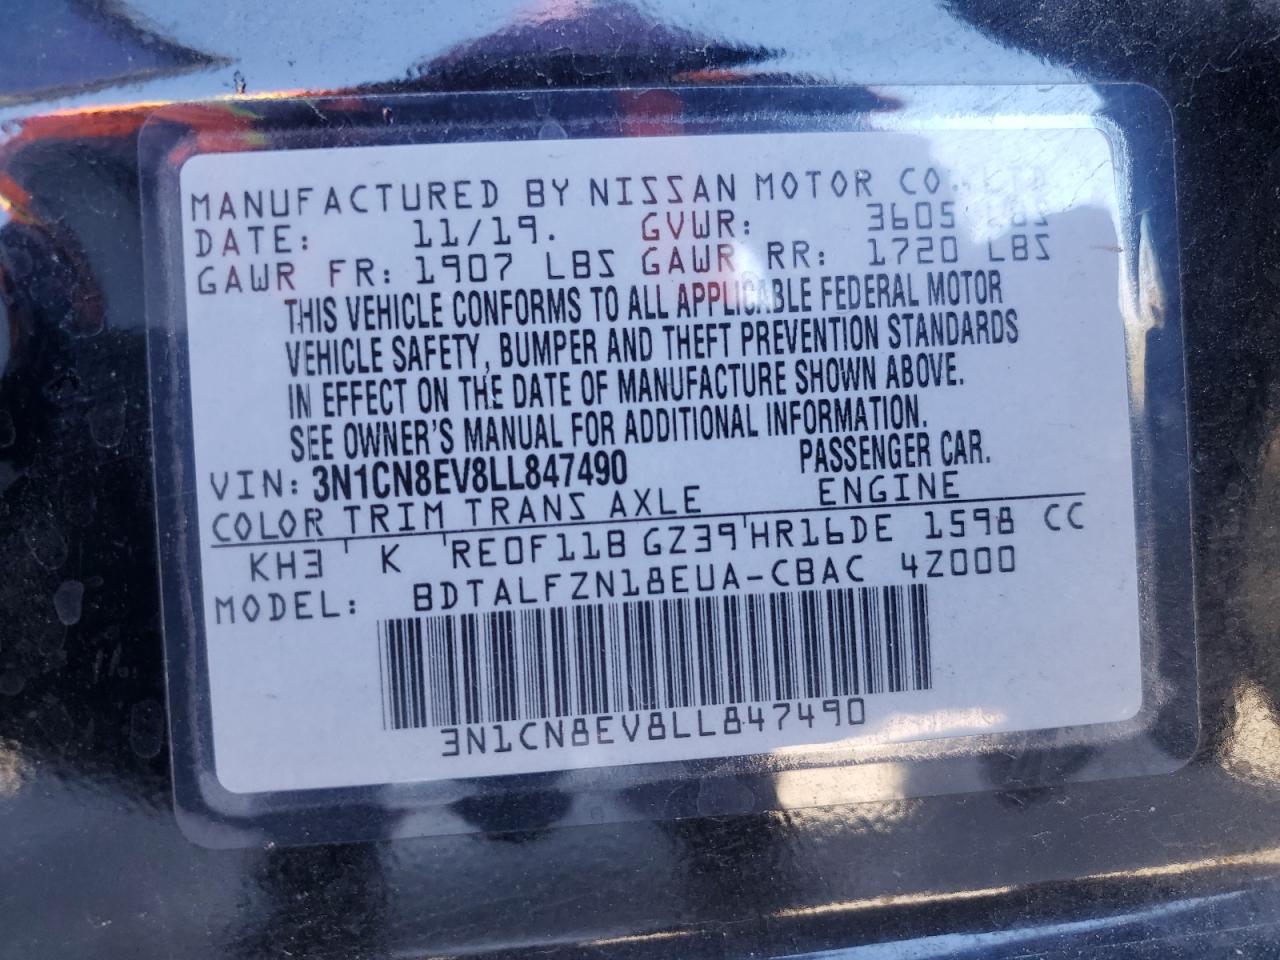 MANUFACTURED BY NISSAN MOTOR CO.,LTD
DATE: 11/19. GVWR: 3605 LBS
GAWR FR: 1907 LBS GAWR RR: 1720 LBS
THIS VEHICLE CONFORMS TO ALL APPLICABLE FEDERAL MOTOR
VEHICLE SAFETY, BUMPER AND THEFT PREVENTION STANDARDS
IN EFFECT ON THE DATE OF MANUFACTURE SHOWN ABOVE.
SEE OWNER'S MANUAL FOR ADDITIONAL INFORMATION.
VIN: 3N1CN8EV8LL847490 PASSENGER CAR.
COLOR TRIM TRANS AXLE ENGINE
KH3 ' K 'RE0F11B GZ39'HR16DE 1598 CC
MODEL: BDTALFZN18EUA-CBAC 4Z000
3N1CN8EV8LL847490